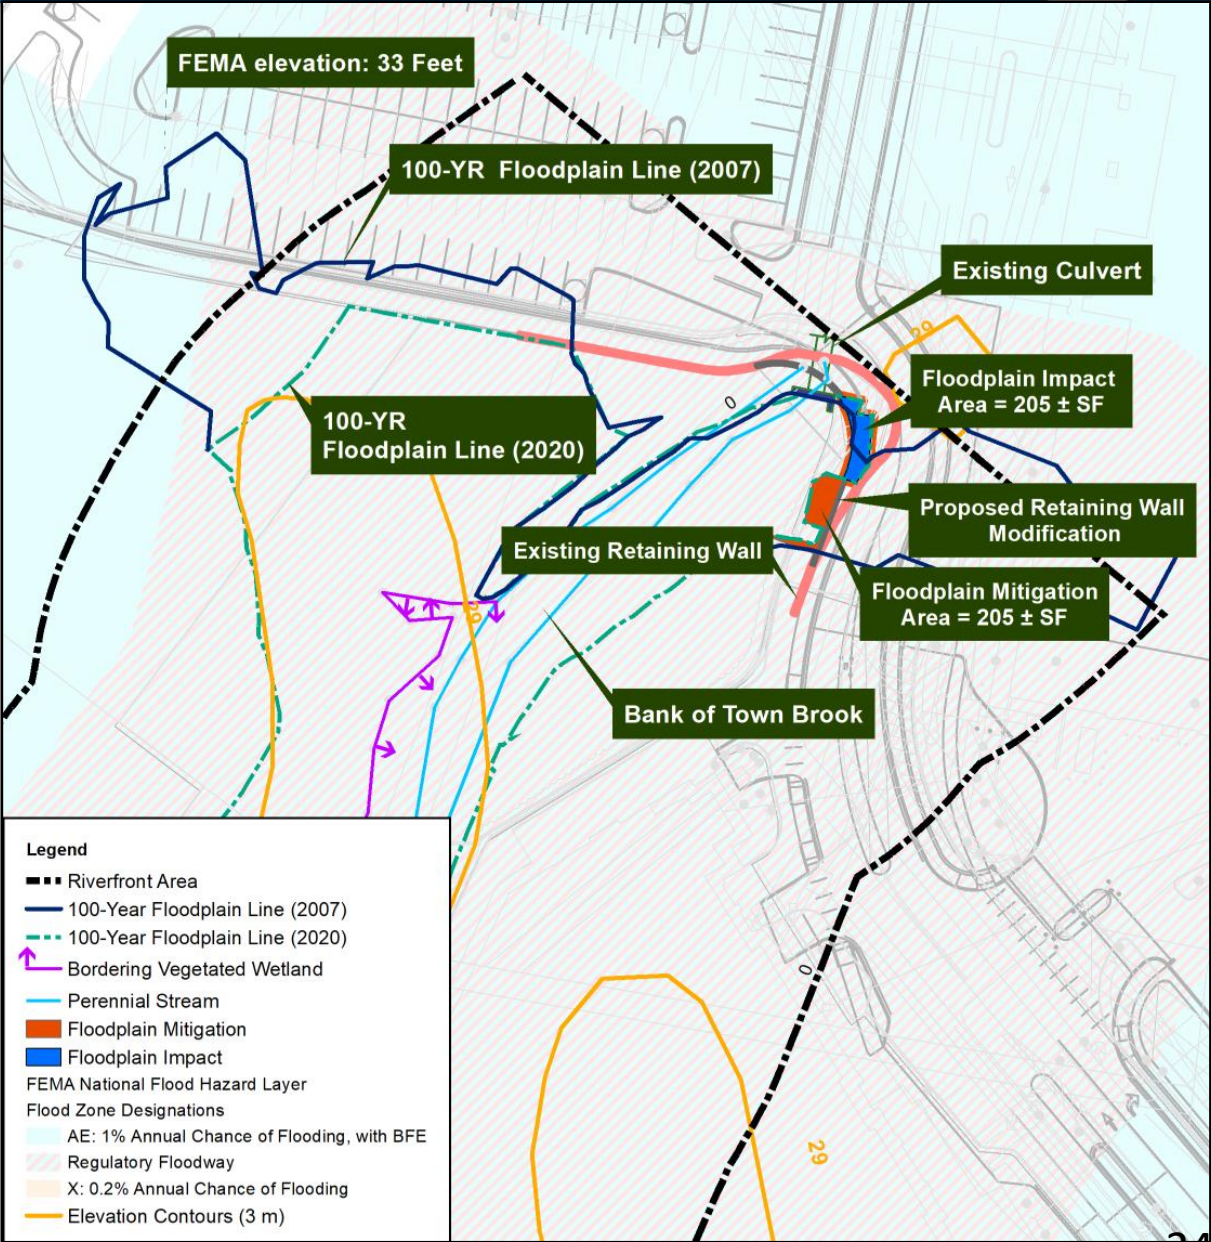 FEMA elevation: 33 Feet
100-YR Floodplain Line (2007)
Existing Culvert
29
Floodplain Impact
Area = 205 ± SF
0
100-YR
Floodplain Line (2020)
Proposed Retaining Wall
Modification
Existing Retaining Wall
Floodplain Mitigation
Area = 205 ± SF
29
Bank of Town Brook
0
29
Legend
Riverfront Area
100-Year Floodplain Line (2007)
100-Year Floodplain Line (2020)
Bordering Vegetated Wetland
Perennial Stream
Floodplain Mitigation
Floodplain Impact
FEMA National Flood Hazard Layer
Flood Zone Designations
AE: 1% Annual Chance of Flooding, with BFE
Regulatory Floodway
X: 0.2% Annual Chance of Flooding
Elevation Contours (3 m)